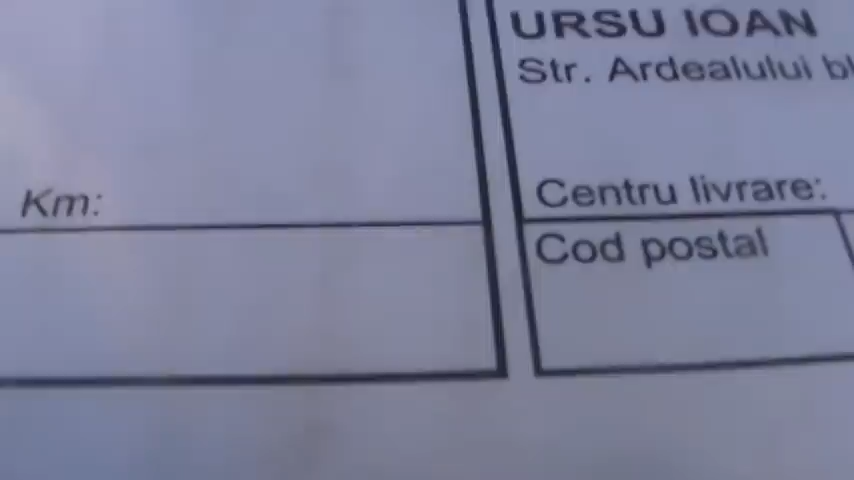 URSU IOAN
Str. Ardealului bl
Km:
Centru livrare:
Cod postal